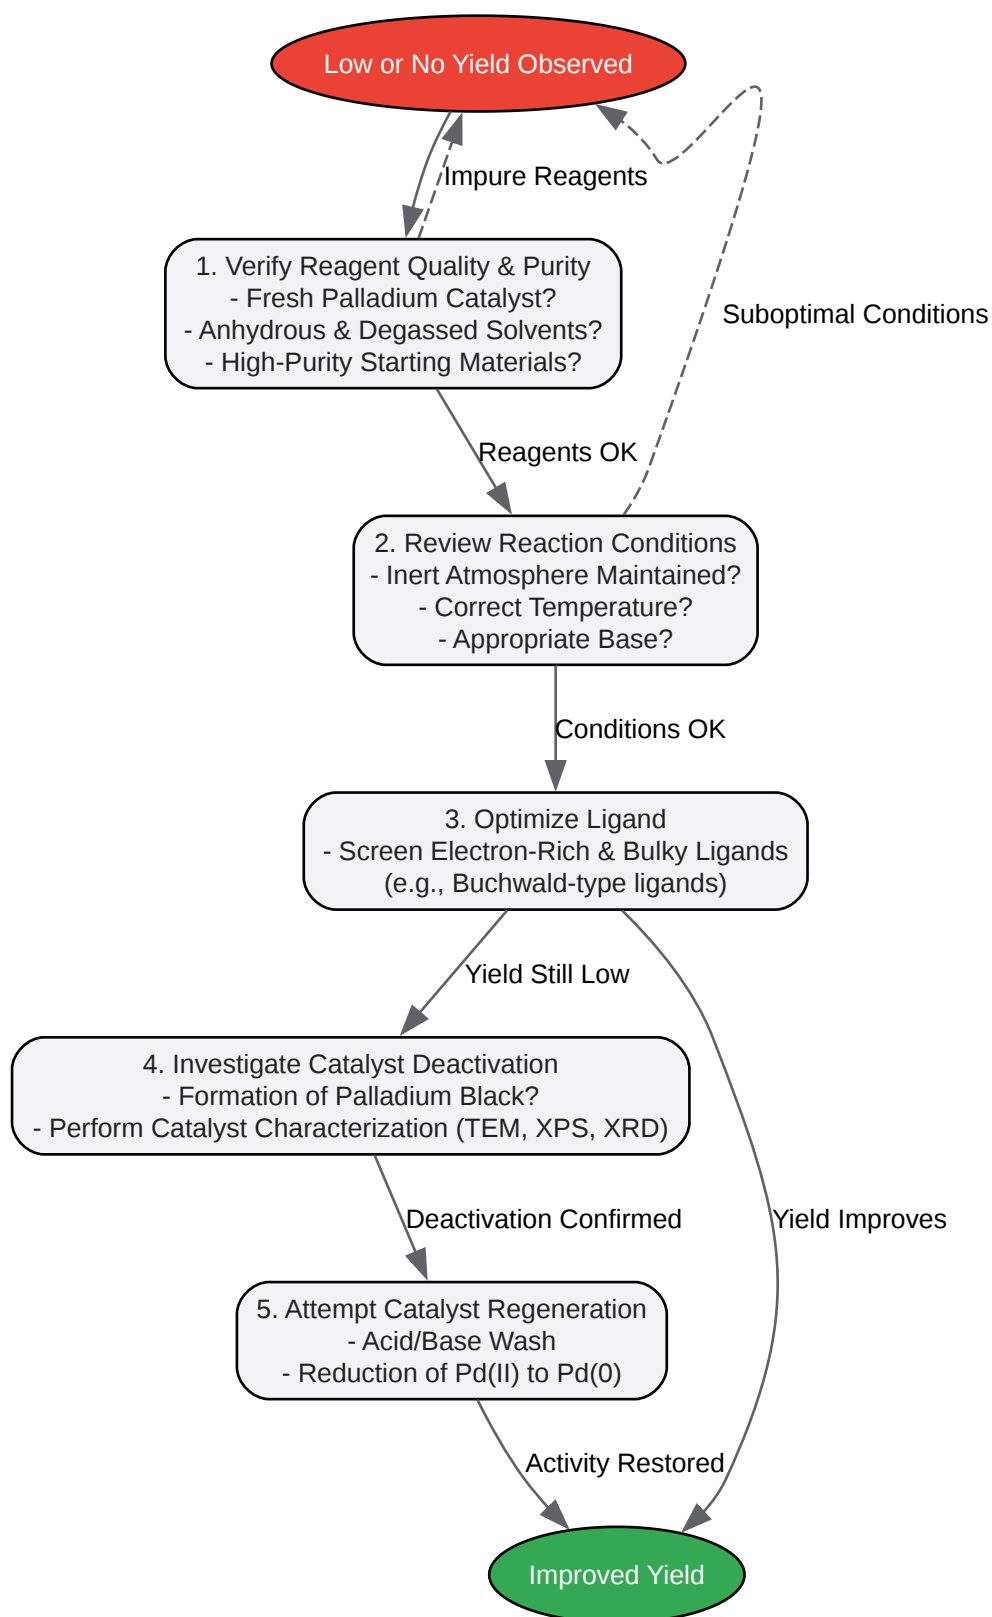 Low or No Yield Observed
Impure Reagents
1. Verify Reagent Quality & Purity
- Fresh Palladium Catalyst?
- Anhydrous & Degassed Solvents?
- High-Purity Starting Materials?
Suboptimal Conditions
Reagents OK
2. Review Reaction Conditions
- Inert Atmosphere Maintained?
- Correct Temperature?
- Appropriate Base?
Conditions OK
3. Optimize Ligand
- Screen Electron-Rich & Bulky Ligands
(e.g., Buchwald-type ligands)
Yield Still Low
4. Investigate Catalyst Deactivation
- Formation of Palladium Black?
- Perform Catalyst Characterization (TEM, XPS, XRD)
Deactivation Confirmed
Yield Improves
5. Attempt Catalyst Regeneration
- Acid/Base Wash
- Reduction of Pd(II) to Pd(0)
Activity Restored
Improved Yield